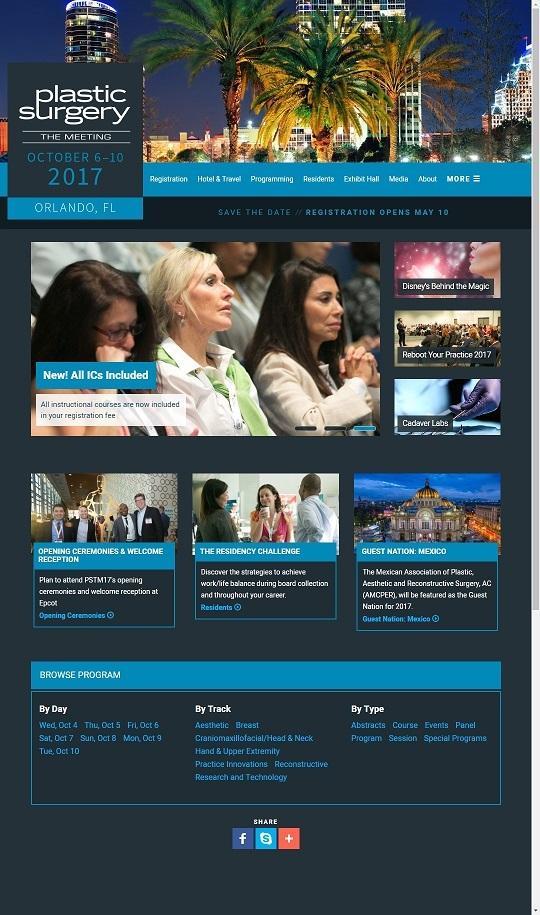 plastic
surgery
THE MEETING
OCTOBER 6–10
2017
ORLANDO, FL
Registration Hotel & Travel Programming Residents Exhibit Hall Media About MORE
SAVE THE DATE // REGISTRATION OPENS MAY 10
New! All ICs Included
All instructional courses are now included
in your registration fee
Disney's Behind the Magic
Reboot Your Practice 2017
Cadaver Labs
OPENING CEREMONIES & WELCOME
RECEPTION
Plan to attend PSTM17's opening
ceremonies and welcome reception at
Epcot
Opening Ceremonies
THE RESIDENCY CHALLENGE
Discover the strategies to achieve
work/life balance during board collection
and throughout your career.
Residents
GUEST NATION: MEXICO
The Mexican Association of Plastic,
Aesthetic and Reconstructive Surgery, AC
(AMCPER), will be featured as the Guest
Nation for 2017.
Guest Nation: Mexico
BROWSE PROGRAM
By Day
Wed, Oct 4 Thu, Oct 5 Fri, Oct 6
Sat, Oct 7 Sun, Oct 8 Mon, Oct 9
Tue, Oct 10
By Track
Aesthetic Breast
Craniomaxillofacial/Head & Neck
Hand & Upper Extremity
Practice Innovations Reconstructive
Research and Technology
By Type
Abstracts Course Events Panel
Program Session Special Programs
SHARE